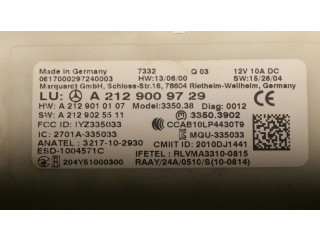 Made in Germany 7332 Q 03 12V 10A DC
0617000297240003 HW: 13/06/00 SW: 15/26/04
Marquardt GmbH, Schloss-Str. 16, 78604 Rietheim-Weilheim, Germany
LU: A 212 900 97 29
HW: A 212 901 01 07 Model: 3350.38 Diag: 0012
SW: A 212 902 55 11 3350.3902
FCC ID: IYZ335033 CCAB10LP4430T9
IC: 2701A-335033 MQU-335033
ANATEL: 3217-10-2930 CMIIT ID: 2010DJ1441
ESD-1004571C IFETEL: RLVMA3310-0815
204Y51000300 RAAY/24A/0510/S(10-0814)